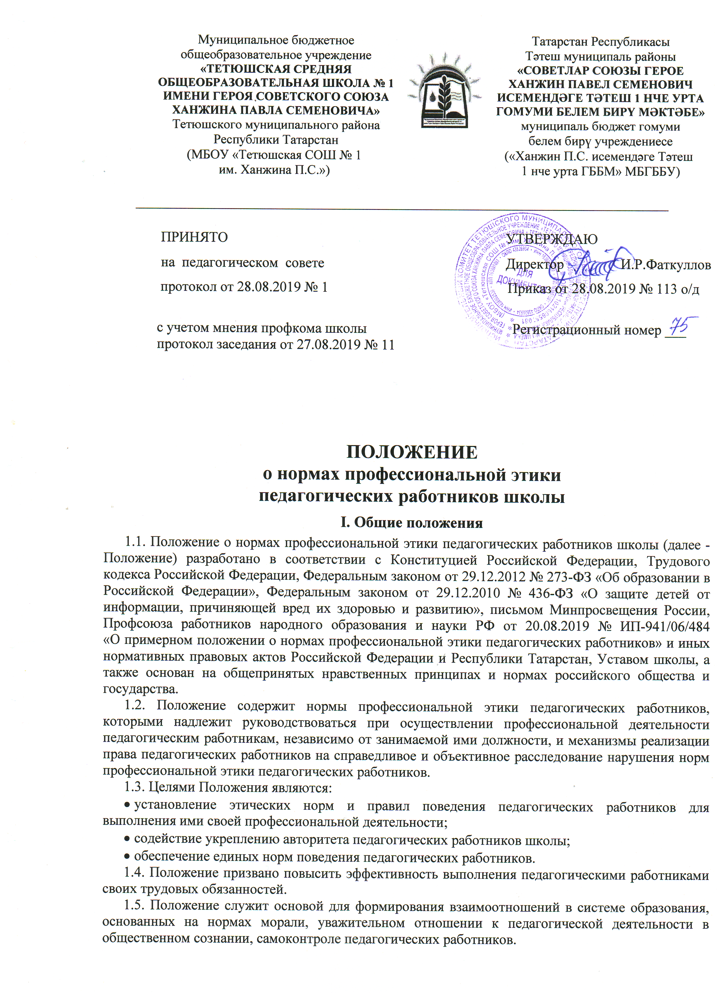 Муниципальное бюджетное
общеобразовательное учреждение
«ТЕТЮШСКАЯ СРЕДНЯЯ
ОБЩЕОБРАЗОВАТЕЛЬНАЯ ШКОЛА № 1
ИМЕНИ ГЕРОЯ СОВЕТСКОГО СОЮЗА
ХАНЖИНА ПАВЛА СЕМЕНОВИЧА»
Тетюшского муниципального района
Республики Татарстан
(МБОУ «Тетюшская СОШ № 1
им. Ханжина П.С.»)
Татарстан Республикасы
Тәтеш муниципаль районы
«СОВЕТЛАР СОЮЗЫ ГЕРОЕ
ХАНЖИН ПАВЕЛ СЕМЕНОВИЧ
ИСЕМЕНДӘГЕ ТӘТЕШ 1 НЧЕ УРТА
ГОМУМИ БЕЛЕМ БИРҮ МӘКТӘБЕ»
муниципаль бюджет гомуми
белем бирү учреждениесе
(«Ханжин П.С. исемендәге Тәтеш
1 нче урта ГББМ» МБГББУ)
ПРИНЯТО
на педагогическом совете
протокол от 28.08.2019 № 1
с учетом мнения профкома школы
протокол заседания от 27.08.2019 № 11
УТВЕРЖДАЮ
Директор И.Р.Фаткуллов
Приказ от 28.08.2019 № 113 о/д
Регистрационный номер 75
ДЛЯ
ДОКУМЕНТОВ
ПОЛОЖЕНИЕ
о нормах профессиональной этики
педагогических работников школы
I. Общие положения
1.1. Положение о нормах профессиональной этики педагогических работников школы (далее -
Положение) разработано в соответствии с Конституцией Российской Федерации, Трудового
кодекса Российской Федерации, Федеральным законом от 29.12.2012 № 273-ФЗ «Об образовании в
Российской Федерации», Федеральным законом от 29.12.2010 № 436-ФЗ «О защите детей от
информации, причиняющей вред их здоровью и развитию», письмом Минпросвещения России,
Профсоюза работников народного образования и науки РФ от 20.08.2019 № ИП-941/06/484
«О примерном положении о нормах профессиональной этики педагогических работников» и иных
нормативных правовых актов Российской Федерации и Республики Татарстан, Уставом школы, а
также основан на общепринятых нравственных принципах и нормах российского общества и
государства.
1.2. Положение содержит нормы профессиональной этики педагогических работников,
которыми надлежит руководствоваться при осуществлении профессиональной деятельности
педагогическим работникам, независимо от занимаемой ими должности, и механизмы реализации
права педагогических работников на справедливое и объективное расследование нарушения норм
профессиональной этики педагогических работников.
1.3. Целями Положения являются:
• установление этических норм и правил поведения педагогических работников для
выполнения ими своей профессиональной деятельности;
• содействие укреплению авторитета педагогических работников школы;
• обеспечение единых норм поведения педагогических работников.
1.4. Положение призвано повысить эффективность выполнения педагогическими работниками
своих трудовых обязанностей.
1.5. Положение служит основой для формирования взаимоотношений в системе образования,
основанных на нормах морали, уважительном отношении к педагогической деятельности в
общественном сознании, самоконтроле педагогических работников.